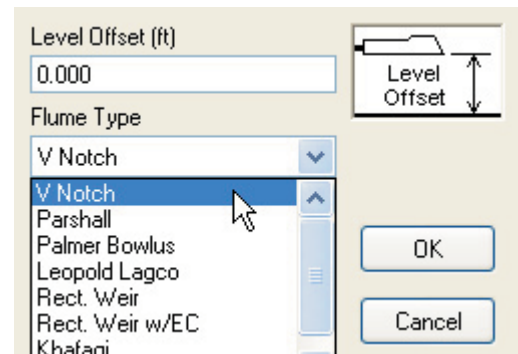 Level Offset (ft)
0.000
Level
Offset
Flume Type
V Notch
V Notch
Parshall
Palmer Bowlus
Leopold Lagco
Rect. Weir
Rect. Weir w/EC
Khafagi
OK
Cancel